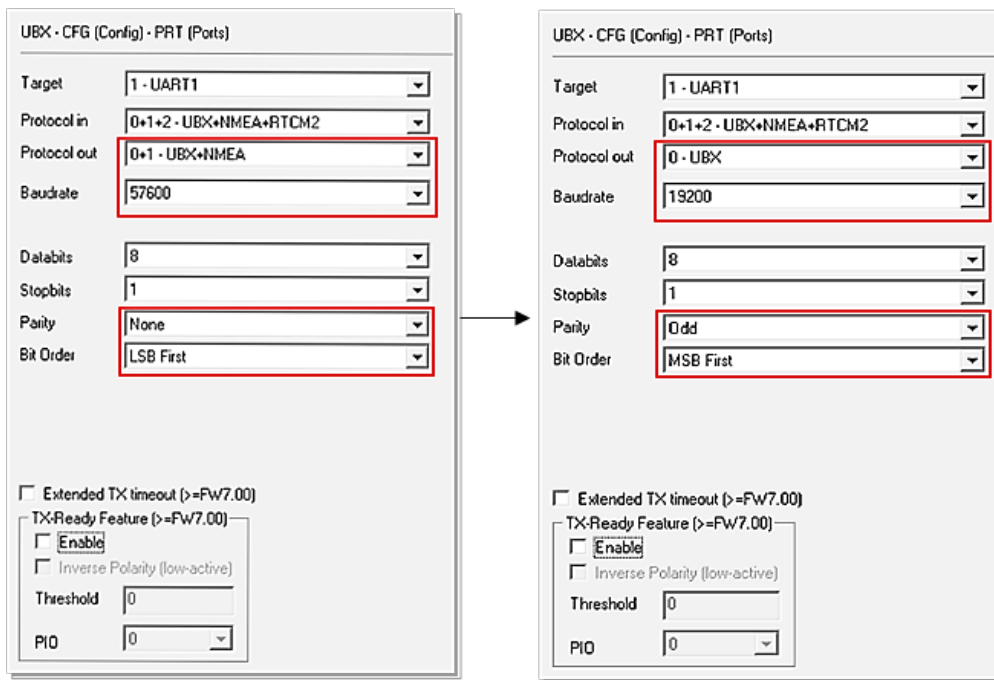 UBX - CFG (Config) - PRT (Ports)
Target 1 - UART1
Protocol in 0+1+2 - UBX+NMEA+RTCM2
Protocol out 0+1 - UBX+NMEA
Baudrate 57600
Databits 8
Stopbits 1
Parity None
Bit Order LSB First
Extended TX timeout (>=FW7.00)
TX-Ready Feature (>=FW7.00)
Enable
Inverse Polarity (low-active)
Threshold 0
PIO 0
UBX - CFG (Config) - PRT (Ports)
Target 1 - UART1
Protocol in 0+1+2 - UBX+NMEA+RTCM2
Protocol out 0 - UBX
Baudrate 19200
Databits 8
Stopbits 1
Parity Odd
Bit Order MSB First
Extended TX timeout (>=FW7.00)
TX-Ready Feature (>=FW7.00)
Enable
Inverse Polarity (low-active)
Threshold 0
PIO 0